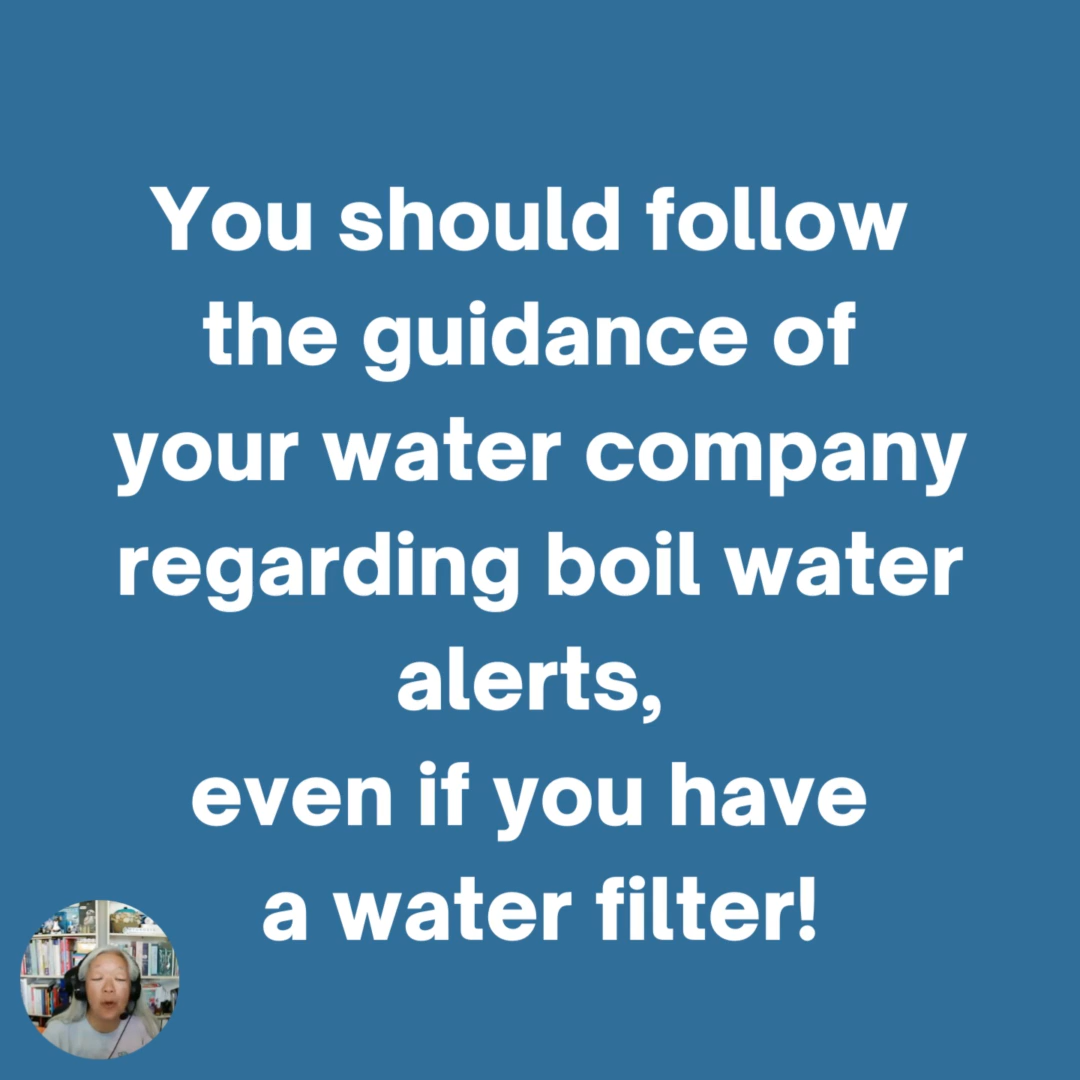 You should follow
the guidance of
your water company
regarding boil water
alerts,
even if you have
a water filter!